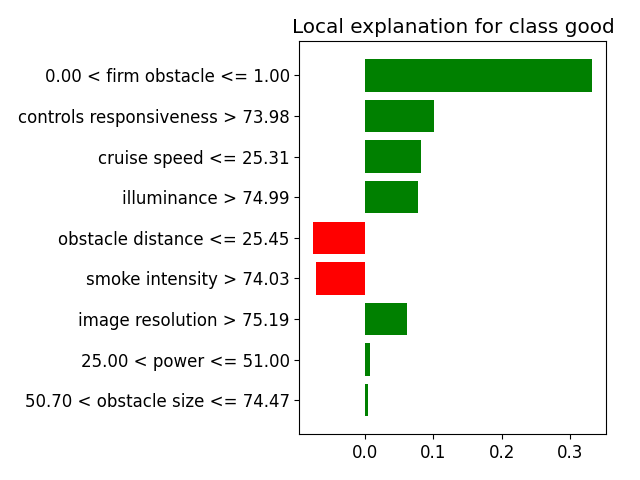 Local explanation for class good
0.00 < firm obstacle <= 1.00
controls responsiveness > 73.98
cruise speed <= 25.31
illuminance > 74.99
obstacle distance <= 25.45
smoke intensity > 74.03
image resolution > 75.19
25.00 < power <= 51.00
50.70 < obstacle size <= 74.47
0.0 0.1 0.2 0.3